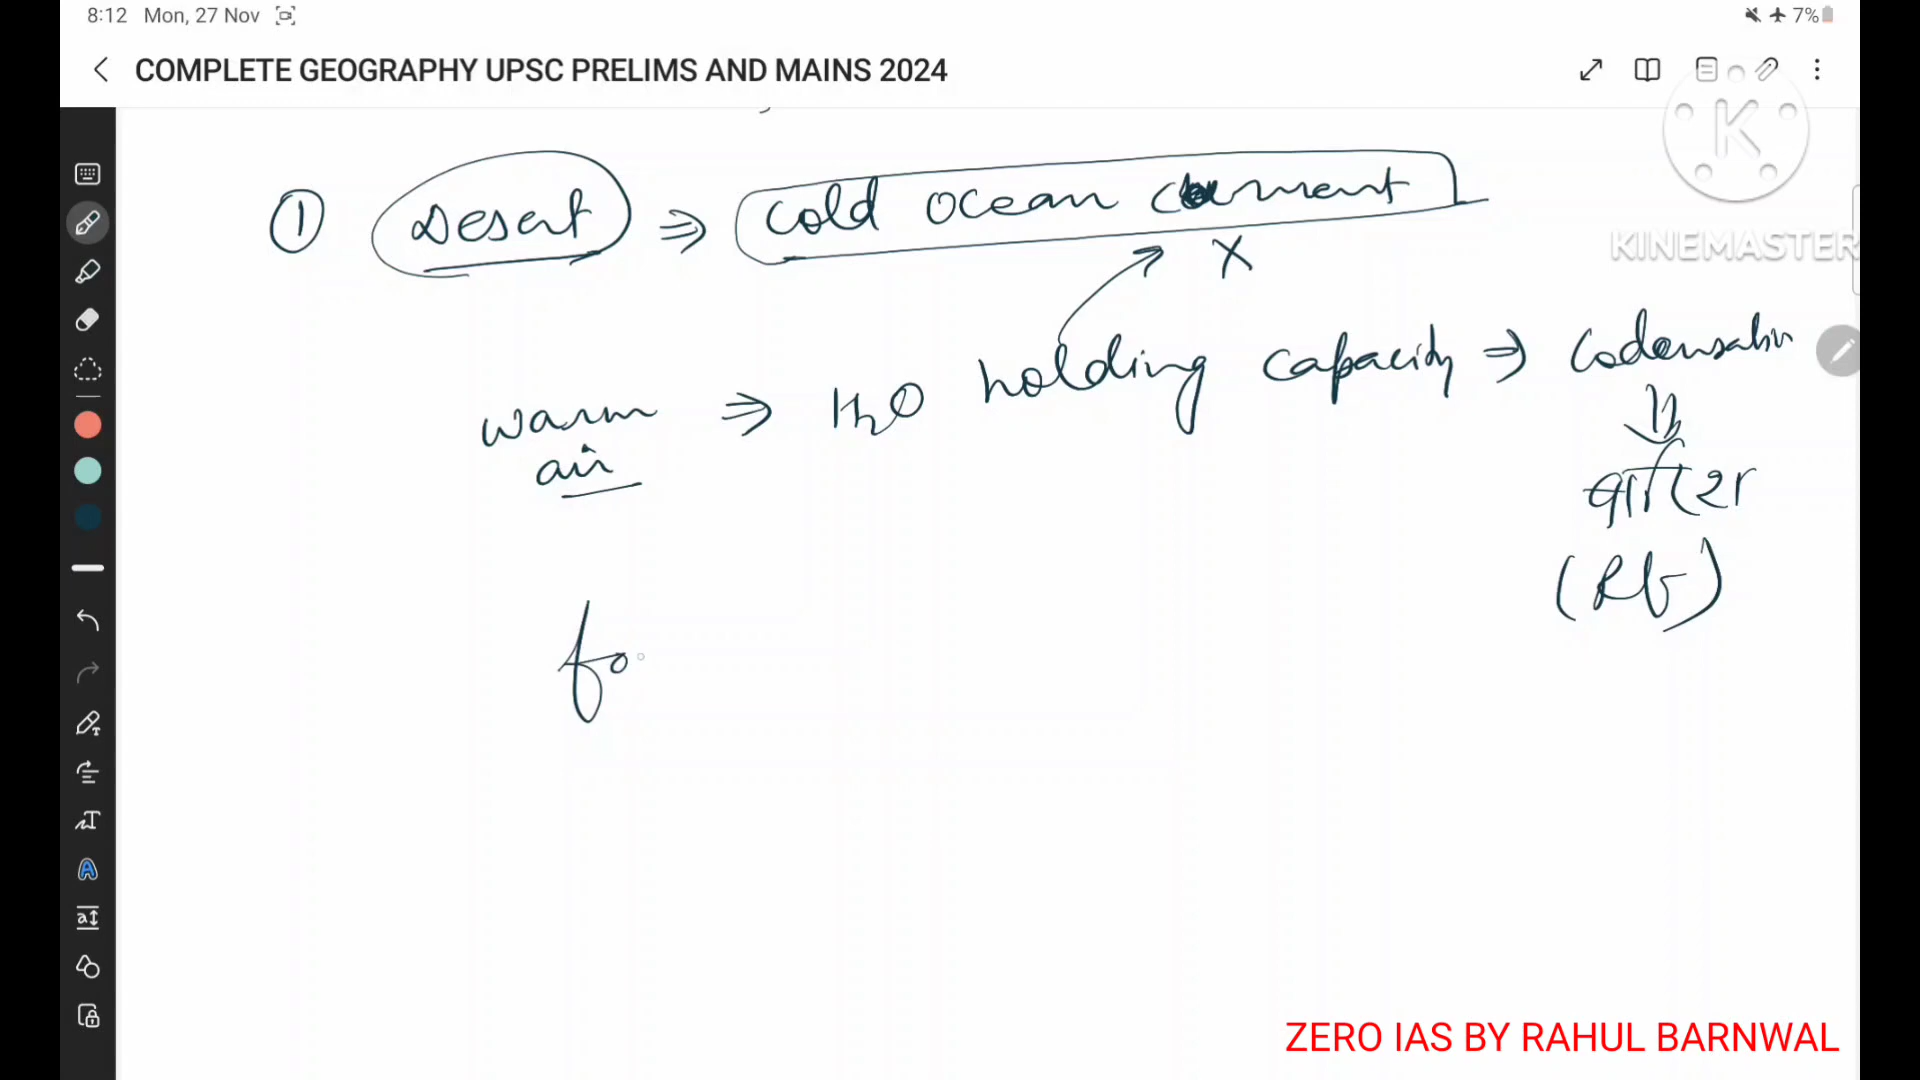 8:12 Mon, 27 Nov 7%
COMPLETE GEOGRAPHY UPSC PRELIMS AND MAINS 2024
K
KINEMASTER
① Desert ⇒ cold ocean current
X
warm air ⇒ H2O holding capacity ⇒ Codensatin
बारिश
(Rf)
fo
ZERO IAS BY RAHUL BARNWAL